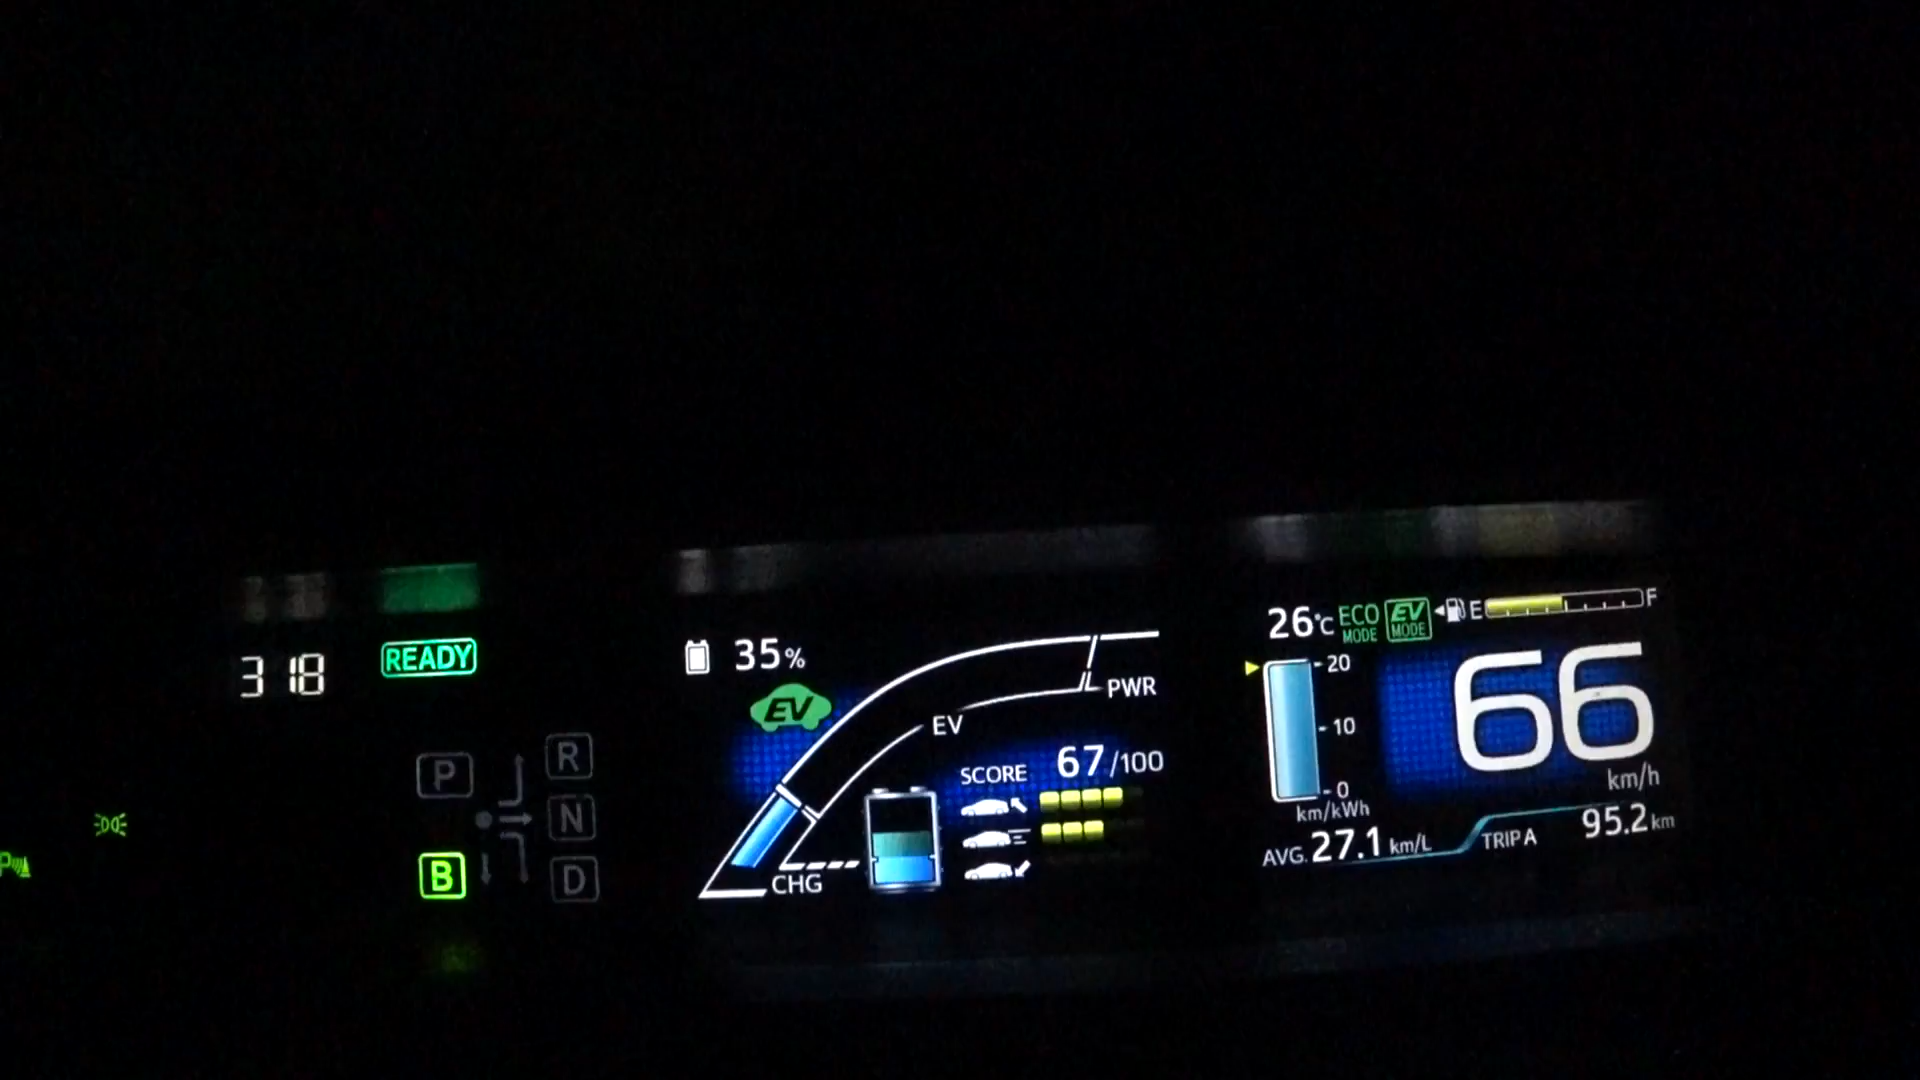 3 18
READY
P
R
N
B
D
P
35%
EV
PWR
EV
SCORE 67/100
CHG
26°C
ECO MODE
EV MODE
E
F
20
10
0
km/kWh
66
km/h
AVG. 27.1 km/L
TRIP A
95.2 km